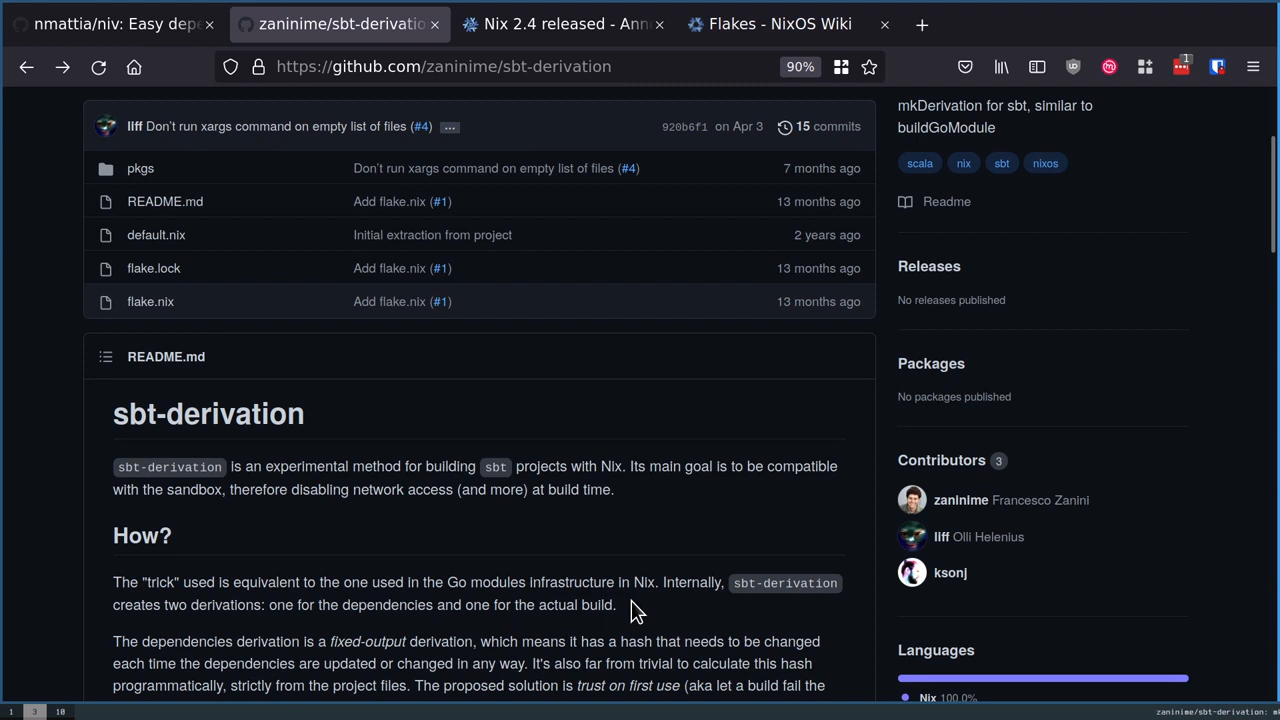 nmattia/niv: Easy dep
zaninime/sbt-derivatio
Nix 2.4 released - Ann
Flakes - NixOS Wiki
https://github.com/zaninime/sbt-derivation
90%
1
liff Don't run xargs command on empty list of files (#4) ...
920b6f1 on Apr 3
15 commits
pkgs Don't run xargs command on empty list of files (#4) 7 months ago
README.md Add flake.nix (#1) 13 months ago
default.nix Initial extraction from project 2 years ago
flake.lock Add flake.nix (#1) 13 months ago
flake.nix Add flake.nix (#1) 13 months ago
README.md
sbt-derivation
sbt-derivation is an experimental method for building sbt projects with Nix. Its main goal is to be compatible
with the sandbox, therefore disabling network access (and more) at build time.
How?
The "trick" used is equivalent to the one used in the Go modules infrastructure in Nix. Internally, sbt-derivation
creates two derivations: one for the dependencies and one for the actual build.
The dependencies derivation is a fixed-output derivation, which means it has a hash that needs to be changed
each time the dependencies are updated or changed in any way. It's also far from trivial to calculate this hash
programmatically, strictly from the project files. The proposed solution is trust on first use (aka let a build fail the
mkDerivation for sbt, similar to
buildGoModule
scala nix sbt nixos
Readme
Releases
No releases published
Packages
No packages published
Contributors 3
zaninime Francesco Zanini
liff Olli Helenius
ksonj
Languages
Nix 100.0%
1 3 10
zaninime/sbt-derivation: m